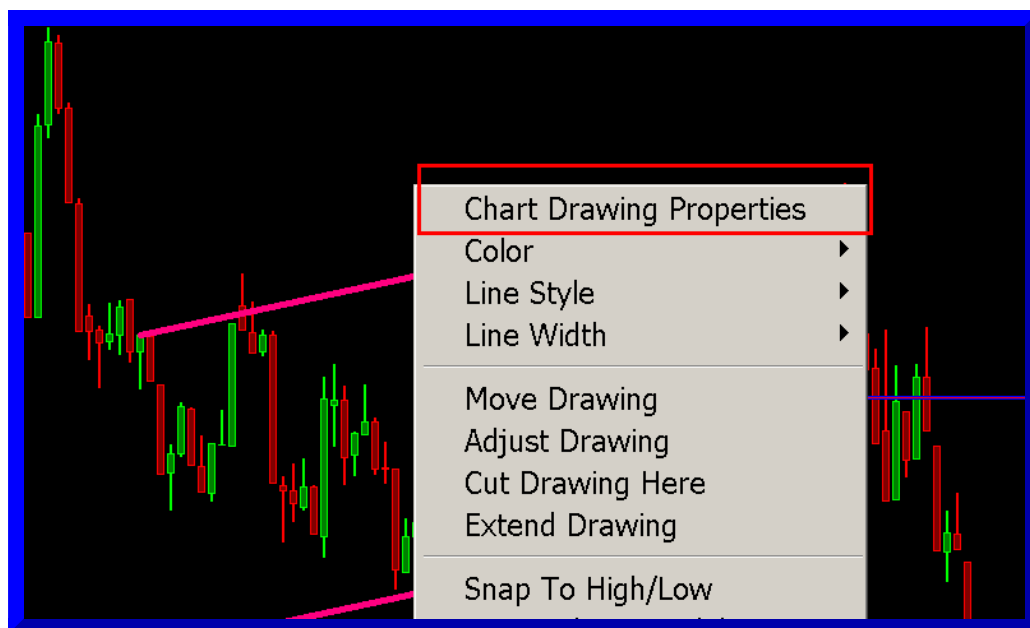 Chart Drawing Properties
Color
Line Style
Line Width
Move Drawing
Adjust Drawing
Cut Drawing Here
Extend Drawing
Snap To High/Low